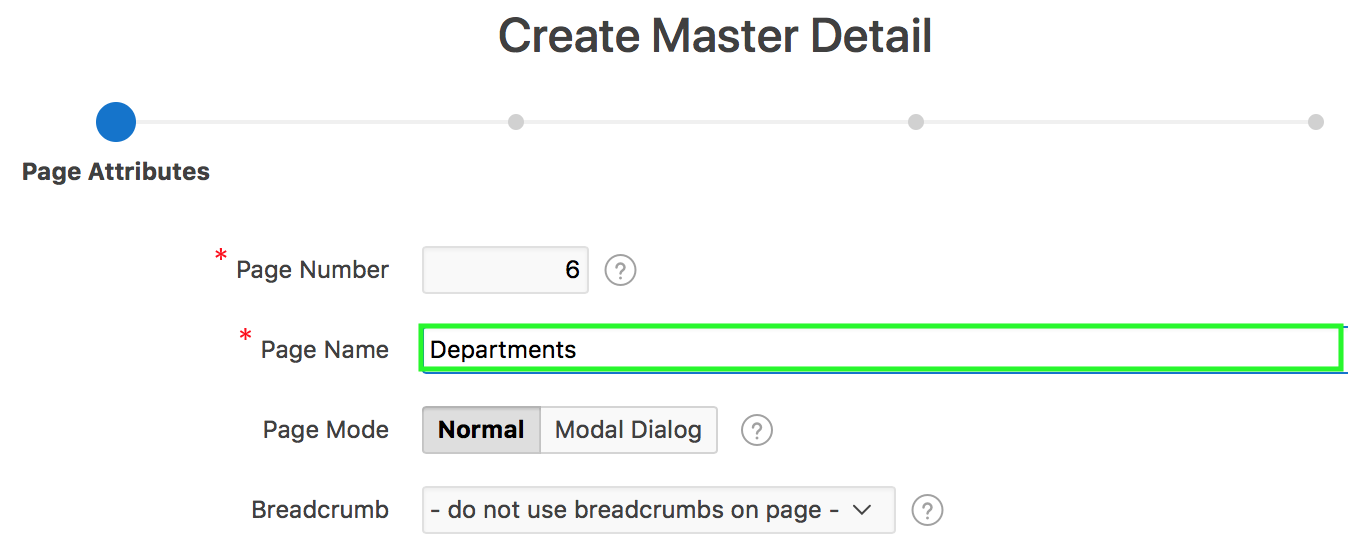 Create Master Detail
Page Attributes
* Page Number 6 ?
* Page Name Departments
Page Mode Normal Modal Dialog ?
Breadcrumb - do not use breadcrumbs on page - ?